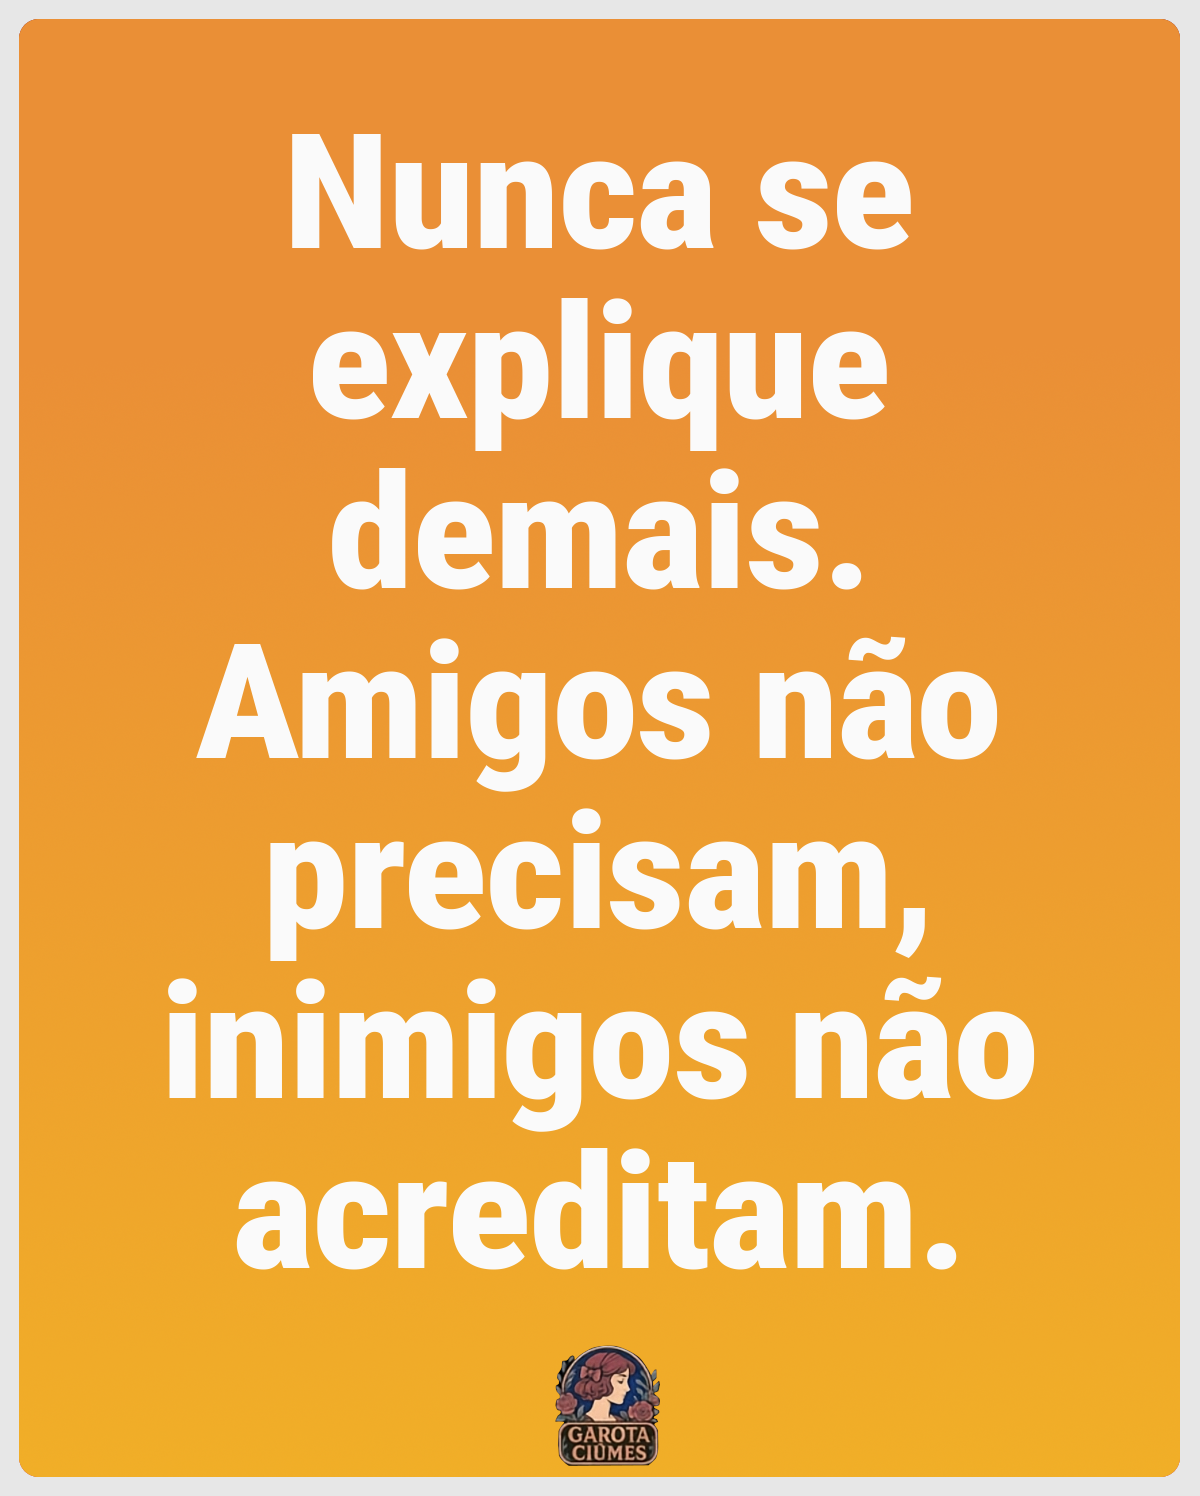 Nunca se
explique
demais.
Amigos não
precisam,
inimigos não
acreditam.
GAROTA
CIÚMES